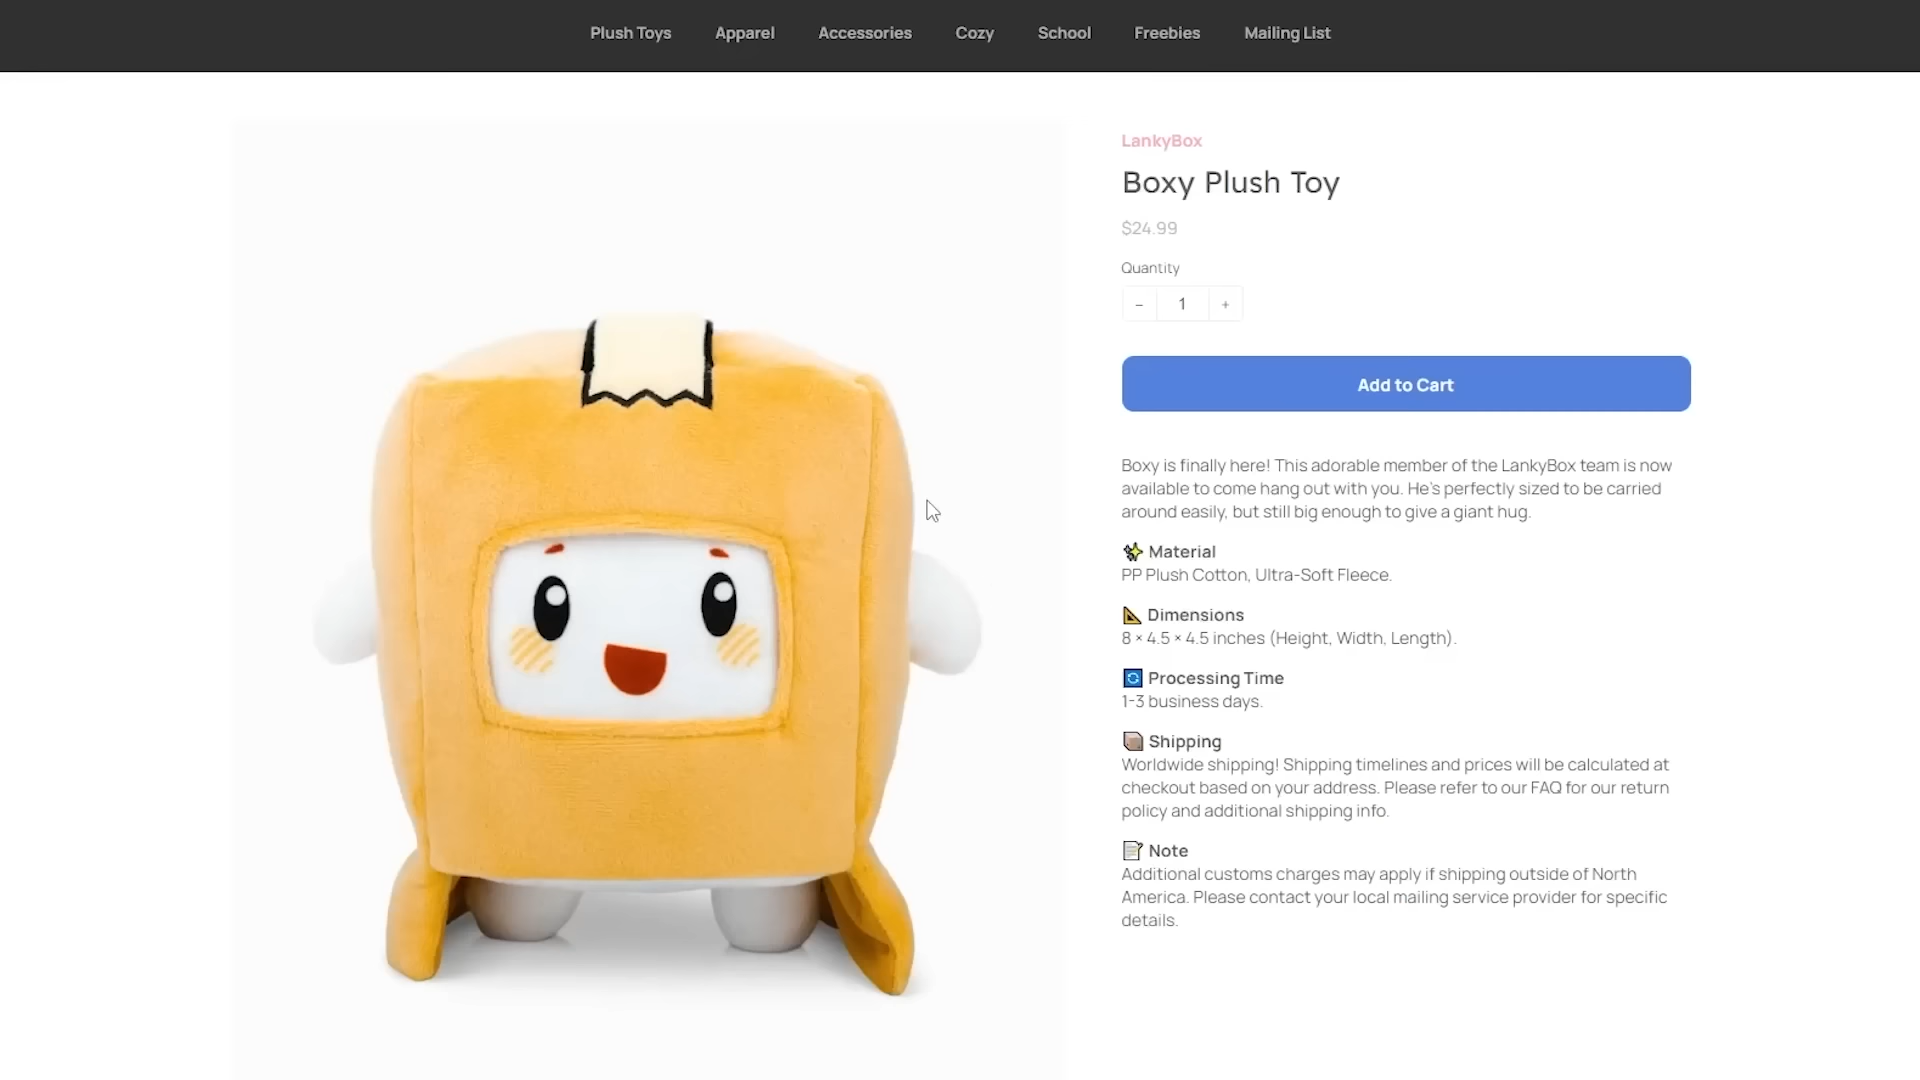 Plush Toys Apparel Accessories Cozy School Freebies Mailing List
LankyBox
Boxy Plush Toy
$24.99
Quantity
− 1 +
Add to Cart
Boxy is finally here! This adorable member of the LankyBox team is now
available to come hang out with you. He's perfectly sized to be carried
around easily, but still big enough to give a giant hug.
✨ Material
PP Plush Cotton, Ultra-Soft Fleece.
📐 Dimensions
8 × 4.5 × 4.5 inches (Height, Width, Length).
🔄 Processing Time
1-3 business days.
📦 Shipping
Worldwide shipping! Shipping timelines and prices will be calculated at
checkout based on your address. Please refer to our FAQ for our return
policy and additional shipping info.
📝 Note
Additional customs charges may apply if shipping outside of North
America. Please contact your local mailing service provider for specific
details.